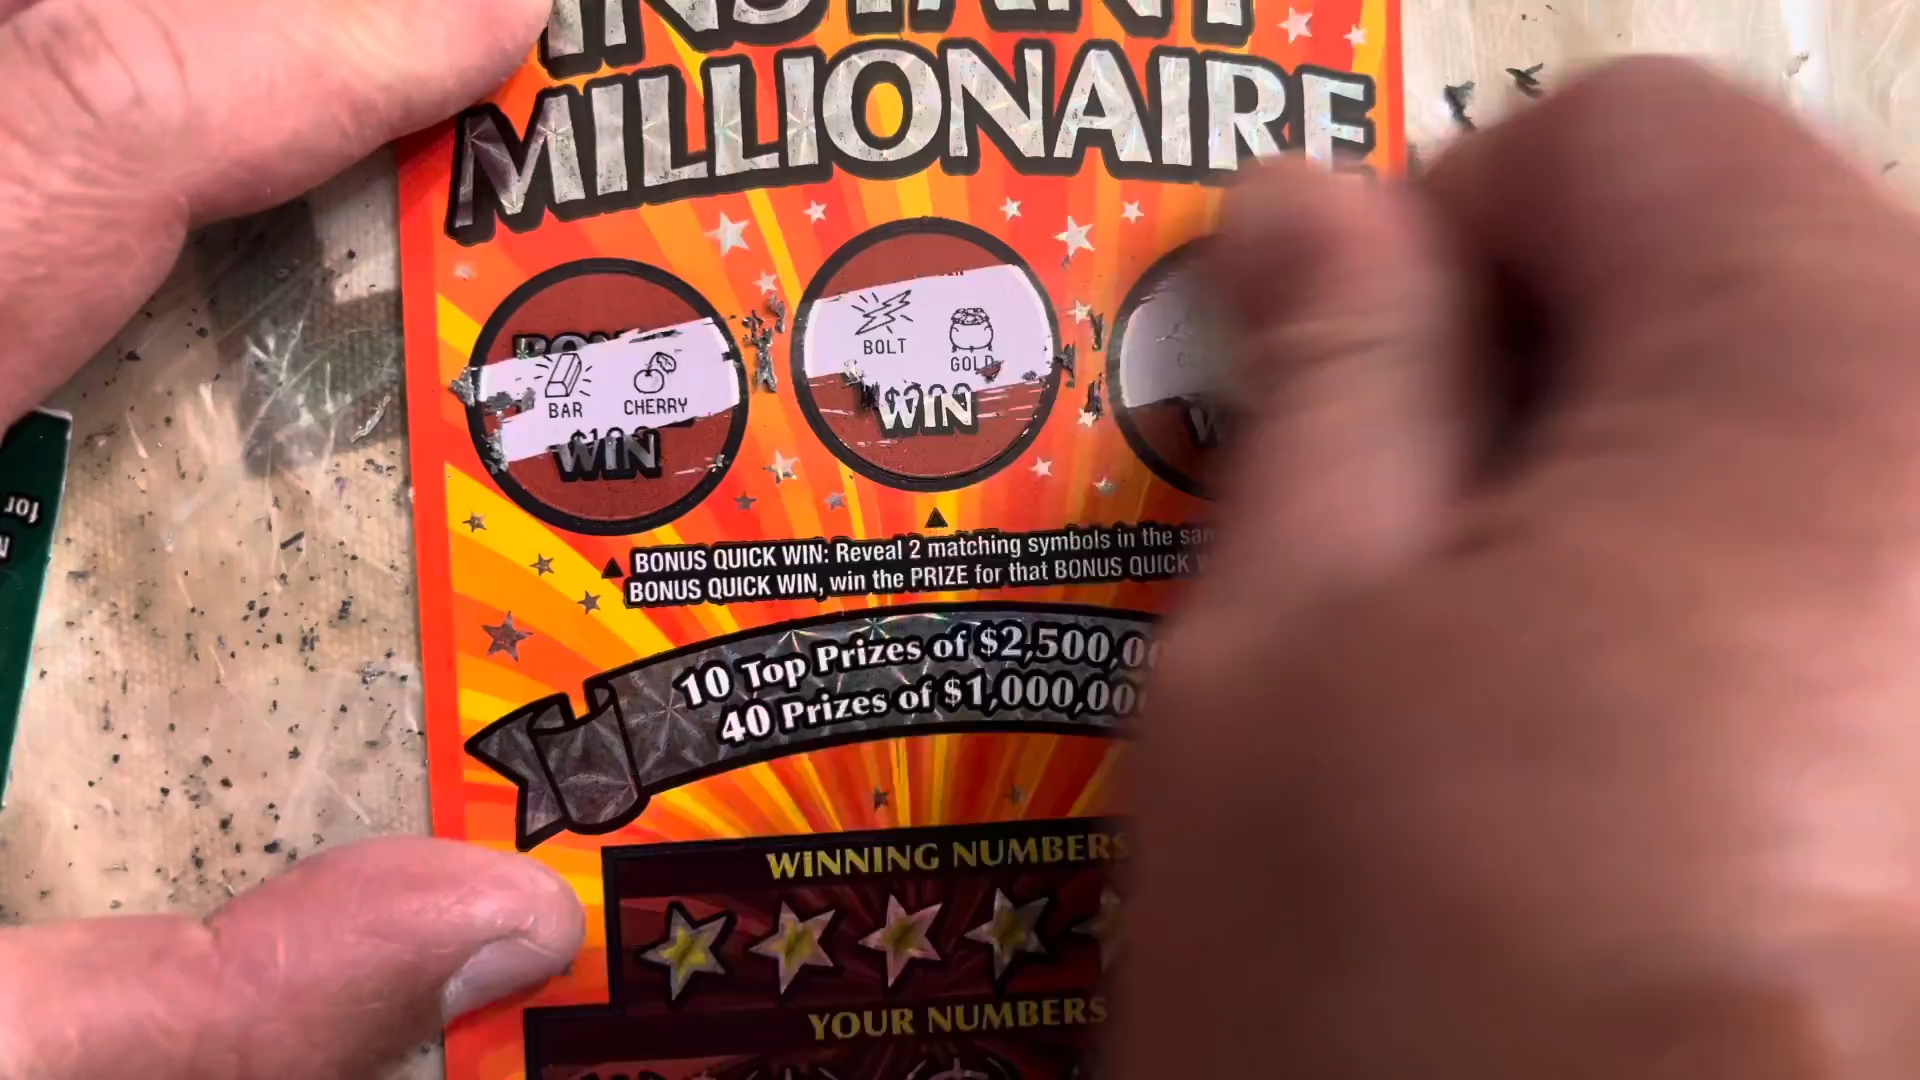 INSTANT
MILLIONAIRE
BAR CHERRY
WIN
BOLT GOLD
WIN
BONUS QUICK WIN: Reveal 2 matching symbols in the
BONUS QUICK WIN, win the PRIZE for that BONUS QUICK
10 Top Prizes of $2,500,0
40 Prizes of $1,000,00
WINNING NUMBERS
YOUR NUMBERS
for